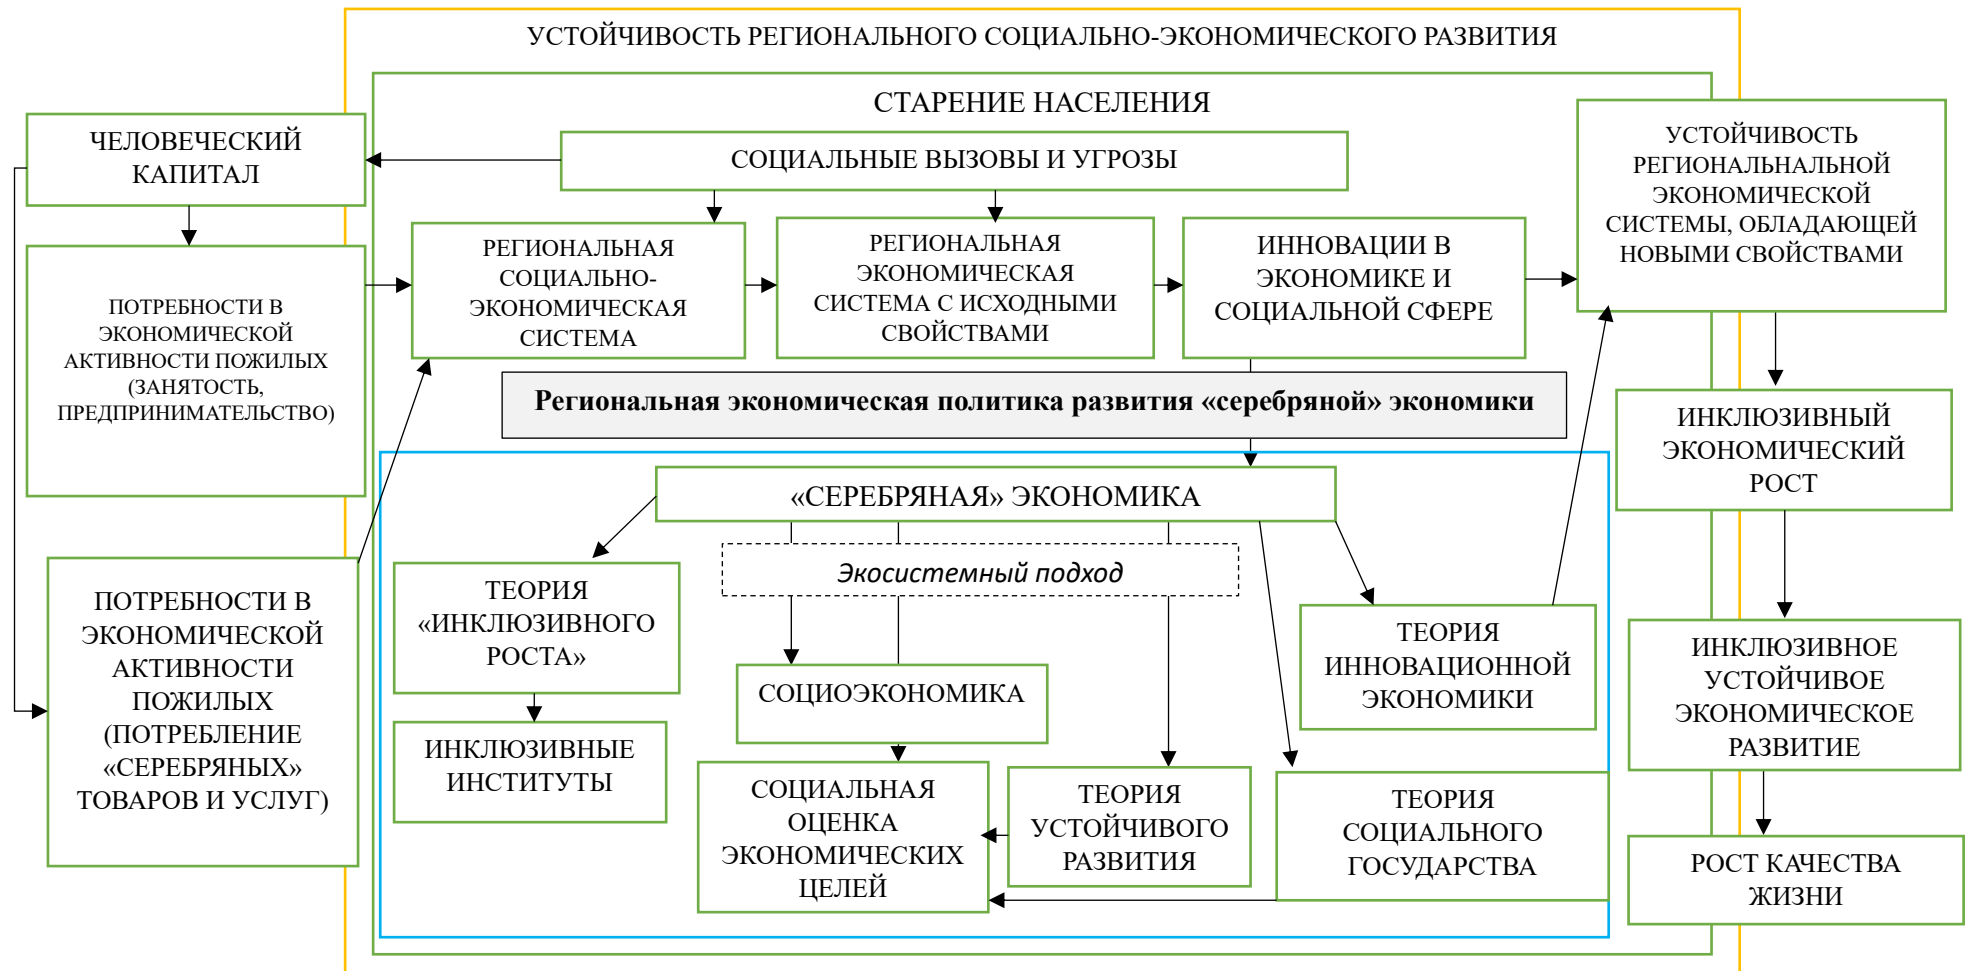 УСТОЙЧИВОСТЬ РЕГИОНАЛЬНОГО СОЦИАЛЬНО-ЭКОНОМИЧЕСКОГО РАЗВИТИЯ
СТАРЕНИЕ НАСЕЛЕНИЯ
ЧЕЛОВЕЧЕСКИЙ
КАПИТАЛ
СОЦИАЛЬНЫЕ ВЫЗОВЫ И УГРОЗЫ
УСТОЙЧИВОСТЬ
РЕГИОНАЛЬНАЛЬНОЙ
ЭКОНОМИЧЕСКОЙ
СИСТЕМЫ, ОБЛАДАЮЩЕЙ
НОВЫМИ СВОЙСТВАМИ
ПОТРЕБНОСТИ В
ЭКОНОМИЧЕСКОЙ
АКТИВНОСТИ ПОЖИЛЫХ
(ЗАНЯТОСТЬ,
ПРЕДПРИНИМАТЕЛЬСТВО)
РЕГИОНАЛЬНАЯ
СОЦИАЛЬНО-
ЭКОНОМИЧЕСКАЯ
СИСТЕМА
РЕГИОНАЛЬНАЯ
ЭКОНОМИЧЕСКАЯ
СИСТЕМА С ИСХОДНЫМИ
СВОЙСТВАМИ
ИННОВАЦИИ В
ЭКОНОМИКЕ И
СОЦИАЛЬНОЙ СФЕРЕ
Региональная экономическая политика развития «серебряной» экономики
ИНКЛЮЗИВНЫЙ
ЭКОНОМИЧЕСКИЙ
РОСТ
«СЕРЕБРЯНАЯ» ЭКОНОМИКА
Экосистемный подход
ПОТРЕБНОСТИ В
ЭКОНОМИЧЕСКОЙ
АКТИВНОСТИ
ПОЖИЛЫХ
(ПОТРЕБЛЕНИЕ
«СЕРЕБРЯНЫХ»
ТОВАРОВ И УСЛУГ)
ТЕОРИЯ
«ИНКЛЮЗИВНОГО
РОСТА»
СОЦИОЭКОНОМИКА
ТЕОРИЯ
ИННОВАЦИОННОЙ
ЭКОНОМИКИ
ИНКЛЮЗИВНОЕ
УСТОЙЧИВОЕ
ЭКОНОМИЧЕСКОЕ
РАЗВИТИЕ
ИНКЛЮЗИВНЫЕ
ИНСТИТУТЫ
СОЦИАЛЬНАЯ
ОЦЕНКА
ЭКОНОМИЧЕСКИХ
ЦЕЛЕЙ
ТЕОРИЯ
УСТОЙЧИВОГО
РАЗВИТИЯ
ТЕОРИЯ
СОЦИАЛЬНОГО
ГОСУДАРСТВА
РОСТ КАЧЕСТВА
ЖИЗНИ